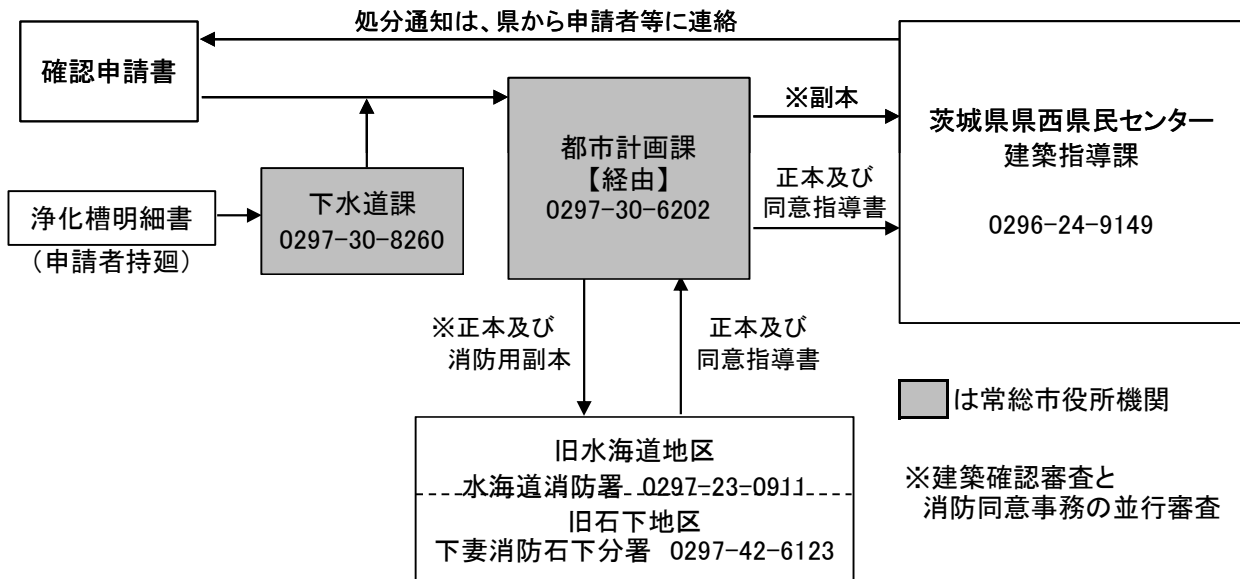 処分通知は、県から申請者等に連絡
確認申請書
都市計画課
【経由】
0297-30-6202
※副本
茨城県県西県民センター
建築指導課
0296-24-9149
正本及び
同意指導書
浄化槽明細書
（申請者持廻）
下水道課
0297-30-8260
※正本及び
消防用副本
正本及び
同意指導書
は常総市役所機関
旧水海道地区
水海道消防署 0297-23-0911
旧石下地区
下妻消防石下分署 0297-42-6123
※建築確認審査と
消防同意事務の並行審査